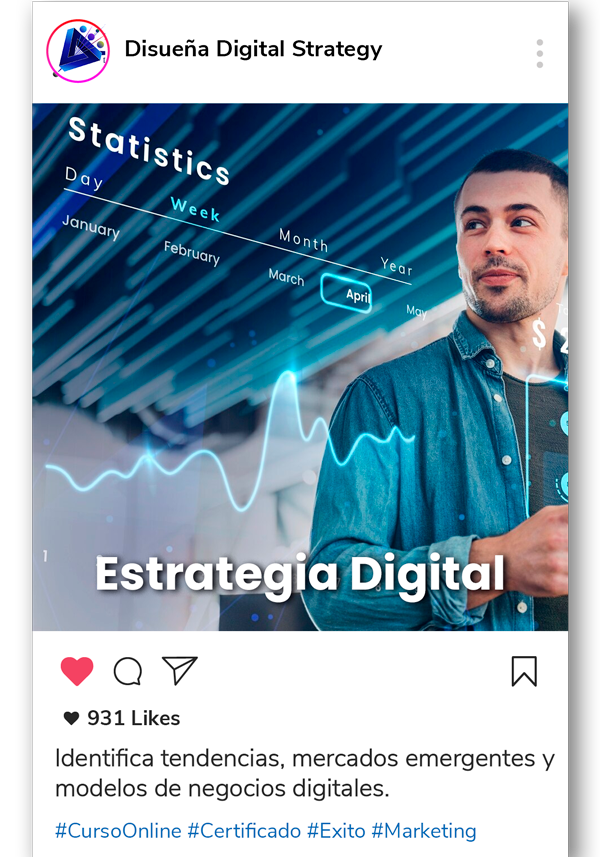 Disueña Digital Strategy
Statistics
Day Week Month Year
January February March April May
$ 2
1
Estrategia Digital
931 Likes
Identifica tendencias, mercados emergentes y
modelos de negocios digitales.
#CursoOnline #Certificado #Exito #Marketing